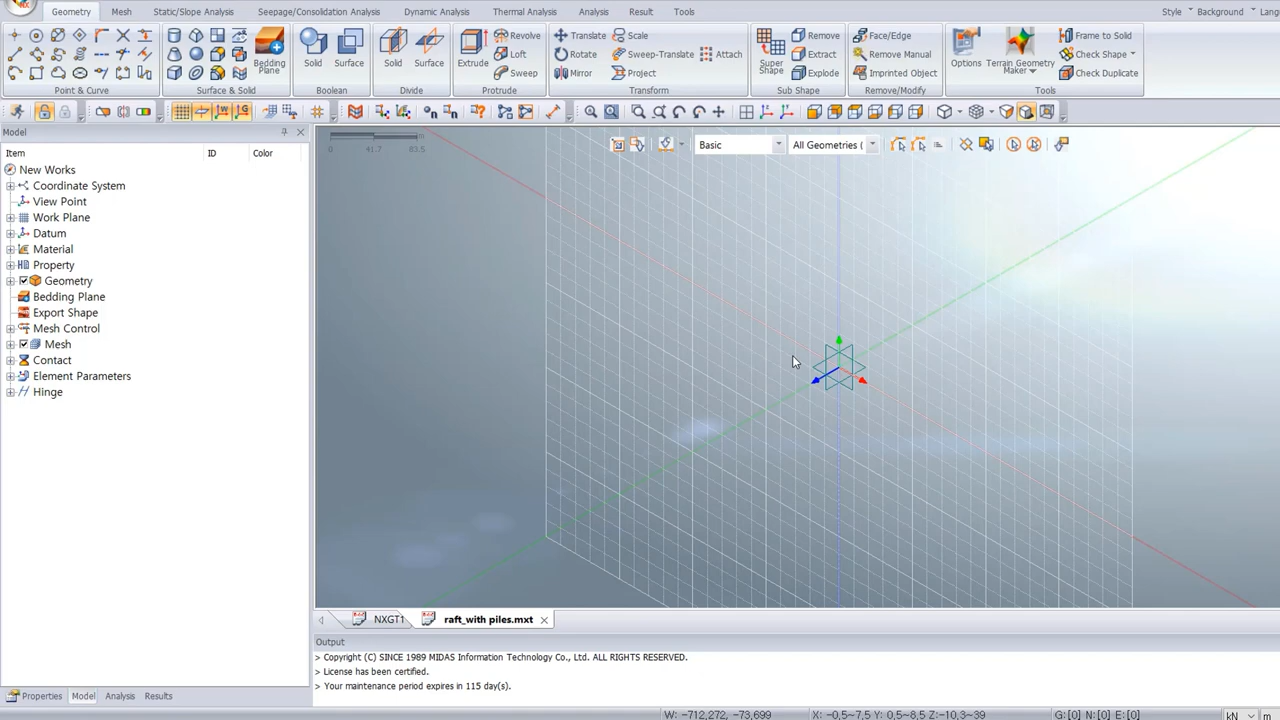 Geometry Mesh Static/Slope Analysis Seepage/Consolidation Analysis Dynamic Analysis Thermal Analysis Analysis Result Tools Style Background Lang
Bedding Plane Solid Surface Solid Surface Extrude Revolve Loft Sweep Translate Rotate Mirror Scale Sweep-Translate Project Attach Super Shape Remove Extract Explode Face/Edge Remove Manual Imprinted Object Options Terrain Geometry Maker Frame to Solid Check Shape Check Duplicate
Point & Curve Surface & Solid Boolean Divide Protrude Transform Sub Shape Remove/Modify Tools
Model
Item ID Color
New Works
Coordinate System
View Point
Work Plane
Datum
Material
Property
Geometry
Bedding Plane
Export Shape
Mesh Control
Mesh
Contact
Element Parameters
Hinge
Properties Model Analysis Results
m
0 41.7 83.5
Basic All Geometries (
NXGT1 raft_with piles.mxt
Output
> Copyright (C) SINCE 1989 MIDAS Information Technology Co., Ltd. ALL RIGHTS RESERVED.
> License has been certified.
> Your maintenance period expires in 115 day(s).
W: -712,272, -73,699 X: -0,5~7,5 Y: 0,5~8,5 Z:-10,3~39 G:[0] N:[0] E:[0] kN m